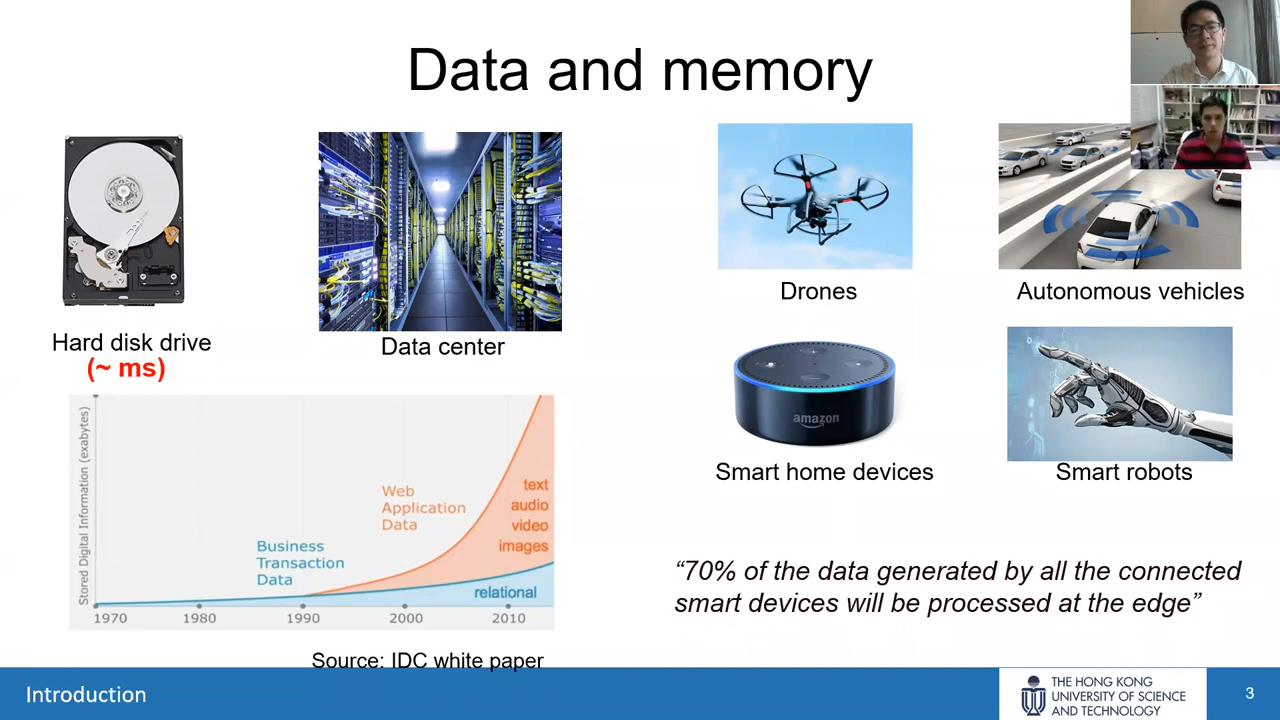 Data and memory
Hard disk drive
(~ ms)
Data center
Drones
Autonomous vehicles
amazon
Smart home devices
Smart robots
Stored Digital Information (exabytes)
Web
Application
Data
text
audio
video
images
Business
Transaction
Data
relational
1970
1980
1990
2000
2010
Source: IDC white paper
“70% of the data generated by all the connected
smart devices will be processed at the edge”
Introduction
THE HONG KONG
UNIVERSITY OF SCIENCE
AND TECHNOLOGY
3